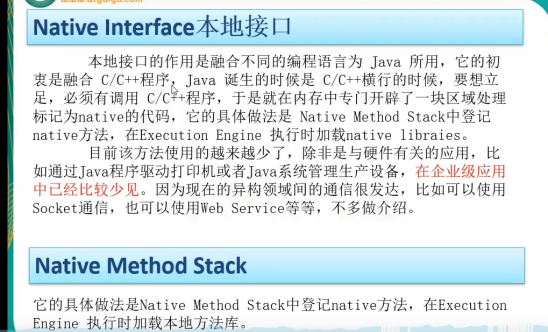 Native Interface本地接口
本地接口的作用是融合不同的编程语言为 Java 所用，它的初
衷是融合 C/C++程序，Java 诞生的时候是 C/C++横行的时候，要想立
足，必须有调用 C/C++程序，于是就在内存中专门开辟了一块区域处理
标记为native的代码，它的具体做法是 Native Method Stack中登记
native方法，在Execution Engine 执行时加载native libraies。
目前该方法使用的越来越少了，除非是与硬件有关的应用，比
如通过Java程序驱动打印机或者Java系统管理生产设备，在企业级应用
中已经比较少见。因为现在的异构领域间的通信很发达，比如可以使用
Socket通信，也可以使用Web Service等等，不多做介绍。
Native Method Stack
它的具体做法是Native Method Stack中登记native方法，在Execution
Engine 执行时加载本地方法库。